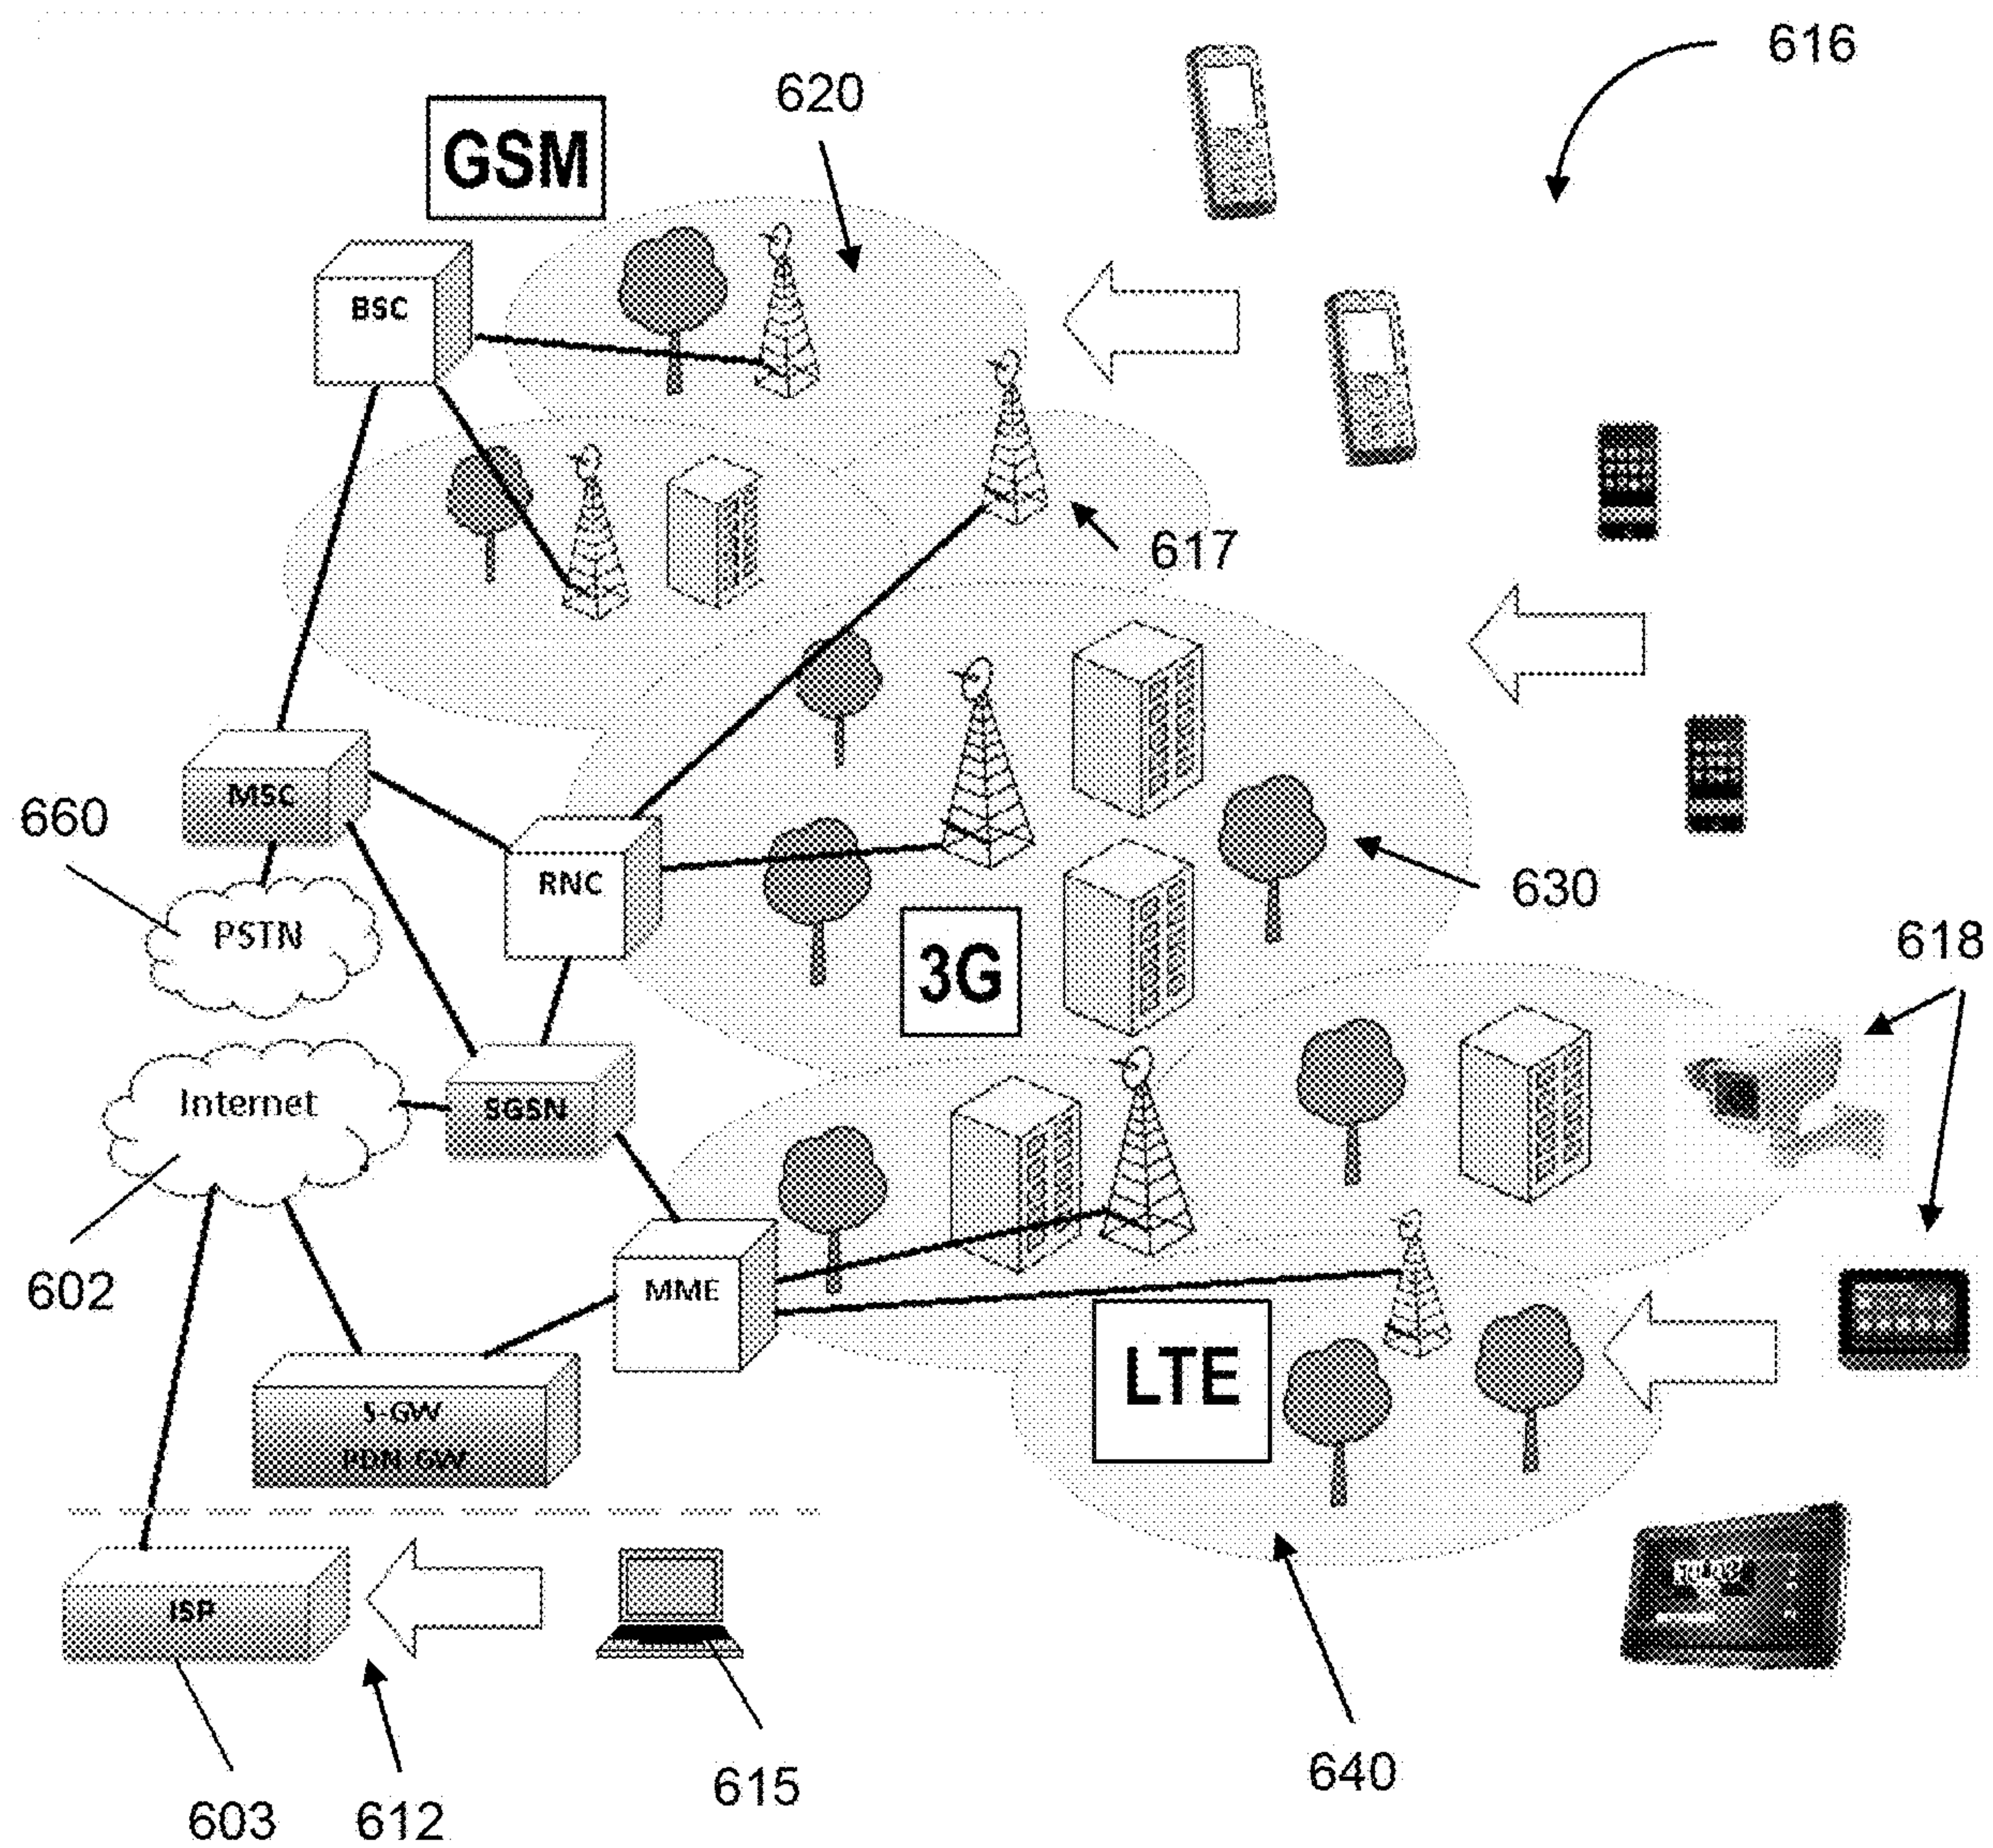 616
620
GSM
BSC
617
MSC
660
RNC
630
PSTN
618
3G
Internet
SGSN
602
MME
LTE
S-GW
PDN-GW
ISP
640
615
603
612